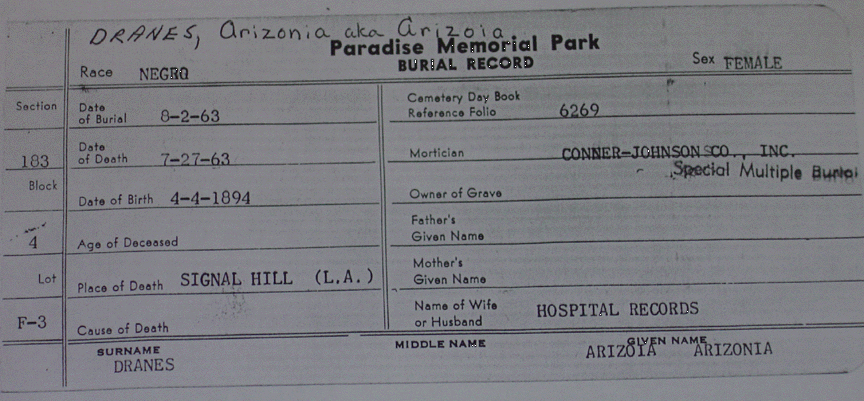 DRANES, Arizonia aka Arizoia
Paradise Memorial Park
BURIAL RECORD
Race NEGRO
Sex FEMALE
Section
Date of Burial 8-2-63
Cemetery Day Book Reference Folio 6269
183
Date of Death 7-27-63
Mortician CONNER-JOHNSON CO., INC.
Special Multiple Burial
Block
Date of Birth 4-4-1894
Owner of Grave
4
Age of Deceased
Father's Given Name
Lot
Place of Death SIGNAL HILL (L.A.)
Mother's Given Name
F-3
Cause of Death
Name of Wife or Husband HOSPITAL RECORDS
SURNAME
MIDDLE NAME
GIVEN NAME
DRANES
ARIZOIA ARIZONIA